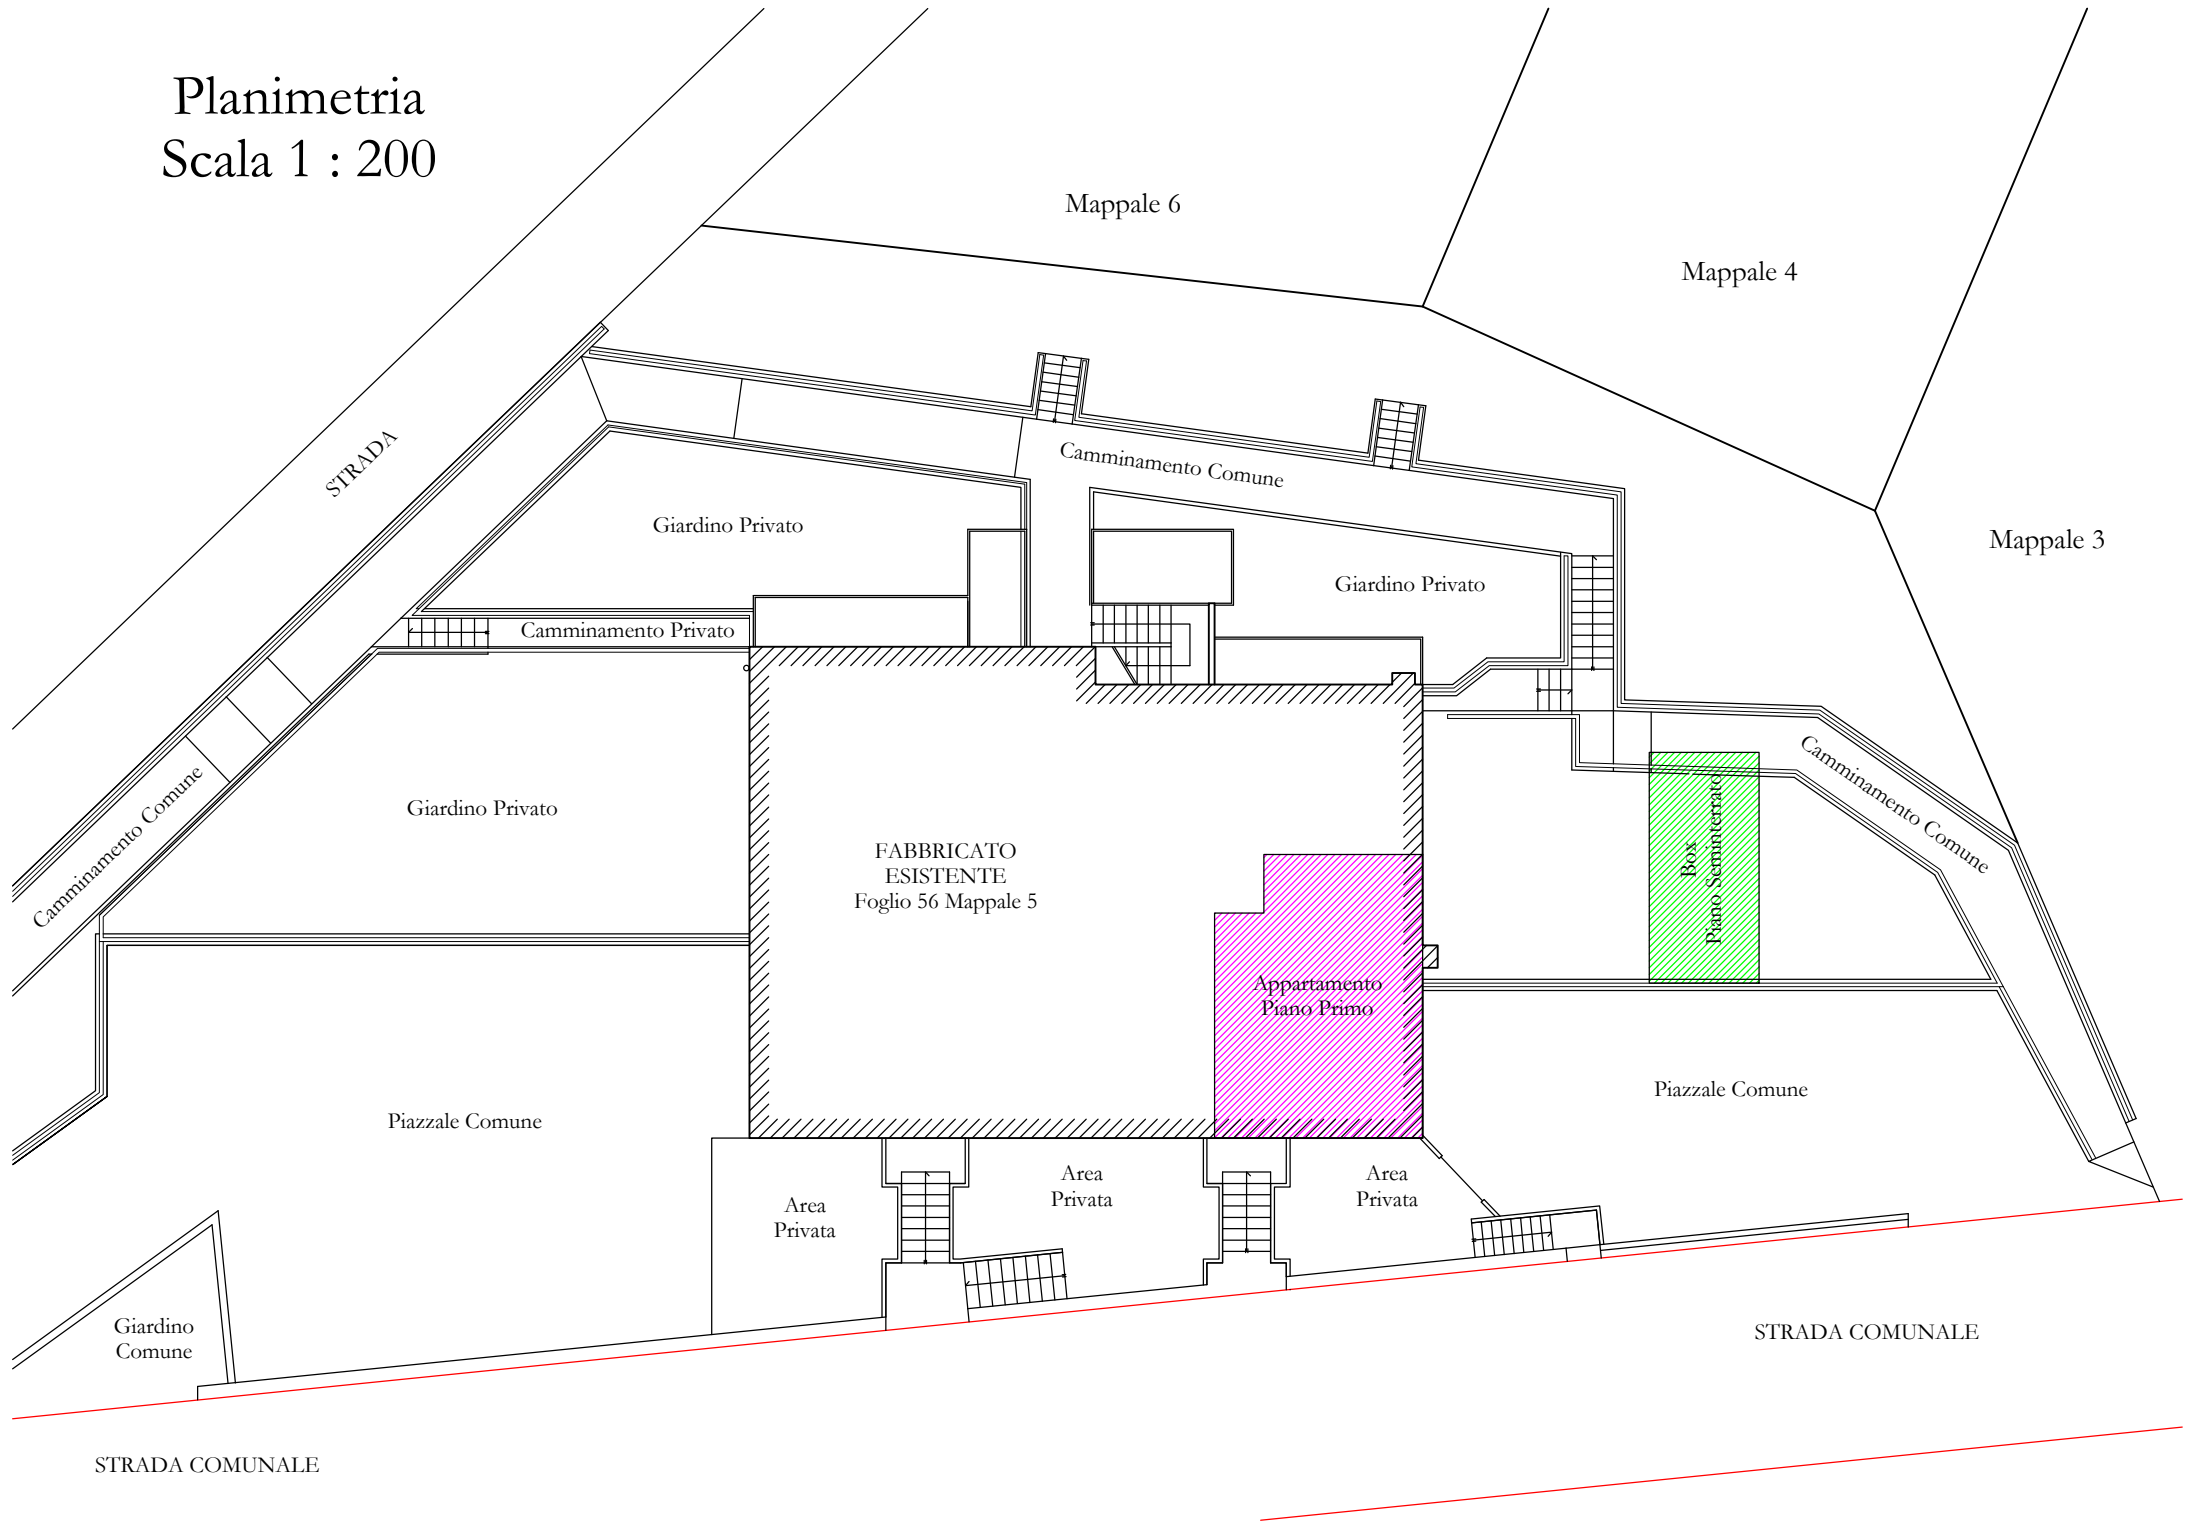 Planimetria
Scala 1 : 200
Mappale 6
Mappale 4
Mappale 3
STRADA
Camminamento Comune
Giardino Privato
Giardino Privato
Camminamento Privato
Camminamento Comune
Camminamento Comune
Giardino Privato
FABBRICATO
ESISTENTE
Foglio 56 Mappale 5
Box
Piano Seminterrato
Appartamento
Piano Primo
Piazzale Comune
Piazzale Comune
Area
Privata
Area
Privata
Area
Privata
Giardino
Comune
STRADA COMUNALE
STRADA COMUNALE